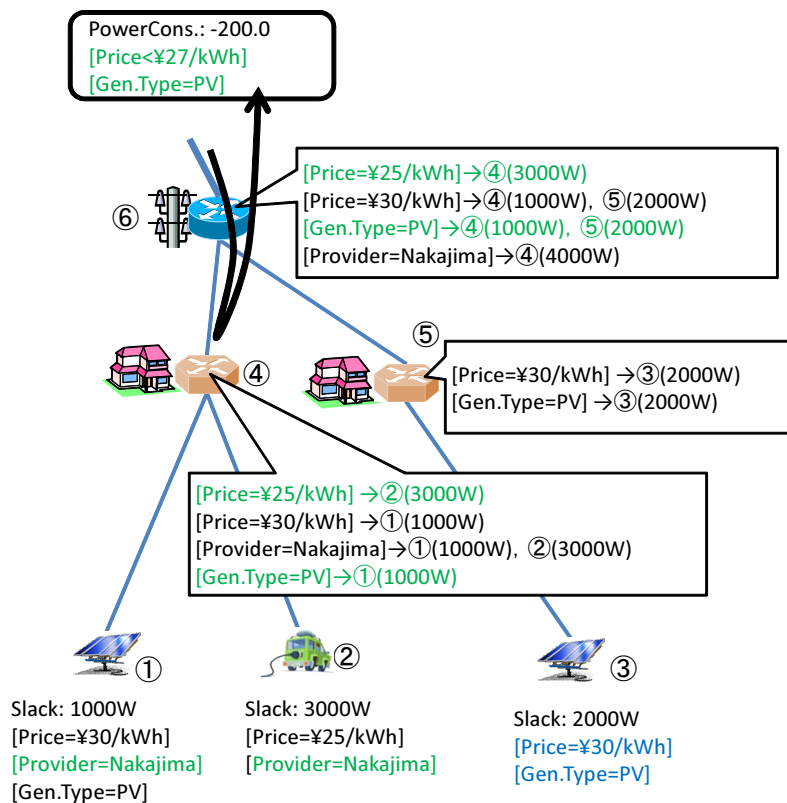 PowerCons.: -200.0
[Price<¥27/kWh]
[Gen.Type=PV]
[Price=¥25/kWh]→④(3000W)
[Price=¥30/kWh]→④(1000W), ⑤(2000W)
[Gen.Type=PV]→④(1000W), ⑤(2000W)
[Provider=Nakajima]→④(4000W)
⑥
⑤
④
[Price=¥30/kWh] →③(2000W)
[Gen.Type=PV] →③(2000W)
[Price=¥25/kWh] →②(3000W)
[Price=¥30/kWh] →①(1000W)
[Provider=Nakajima]→①(1000W), ②(3000W)
[Gen.Type=PV]→①(1000W)
①
②
③
Slack: 1000W
[Price=¥30/kWh]
[Provider=Nakajima]
[Gen.Type=PV]
Slack: 3000W
[Price=¥25/kWh]
[Provider=Nakajima]
Slack: 2000W
[Price=¥30/kWh]
[Gen.Type=PV]